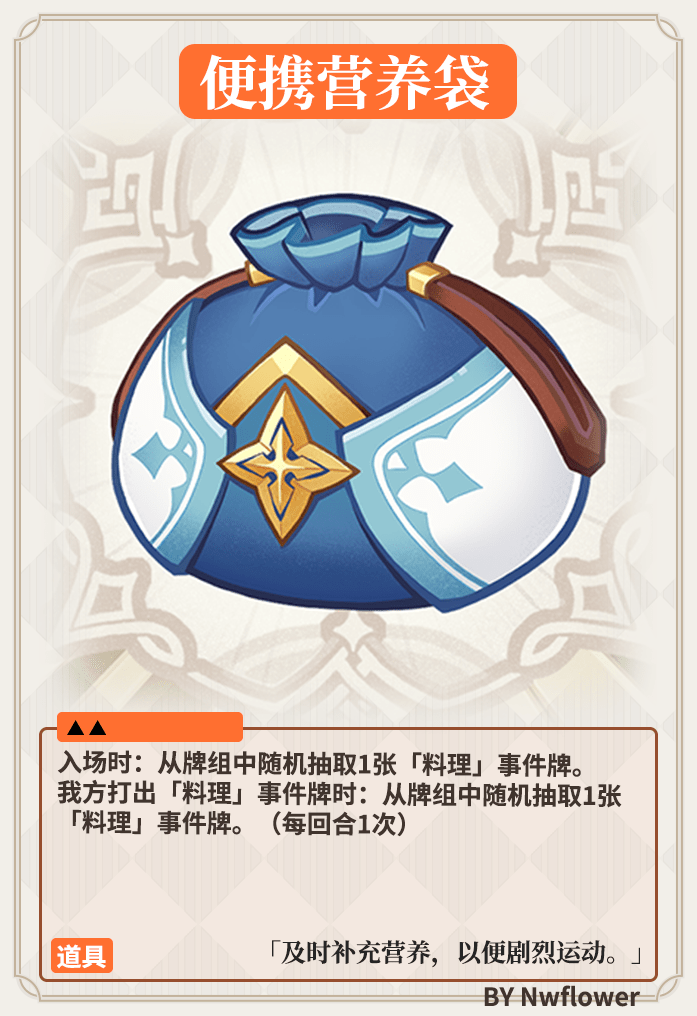 便携营养袋
▲▲
入场时：从牌组中随机抽取1张「料理」事件牌。
我方打出「料理」事件牌时：从牌组中随机抽取1张
「料理」事件牌。（每回合1次）
道具
「及时补充营养，以便剧烈运动。」
BY Nwflower